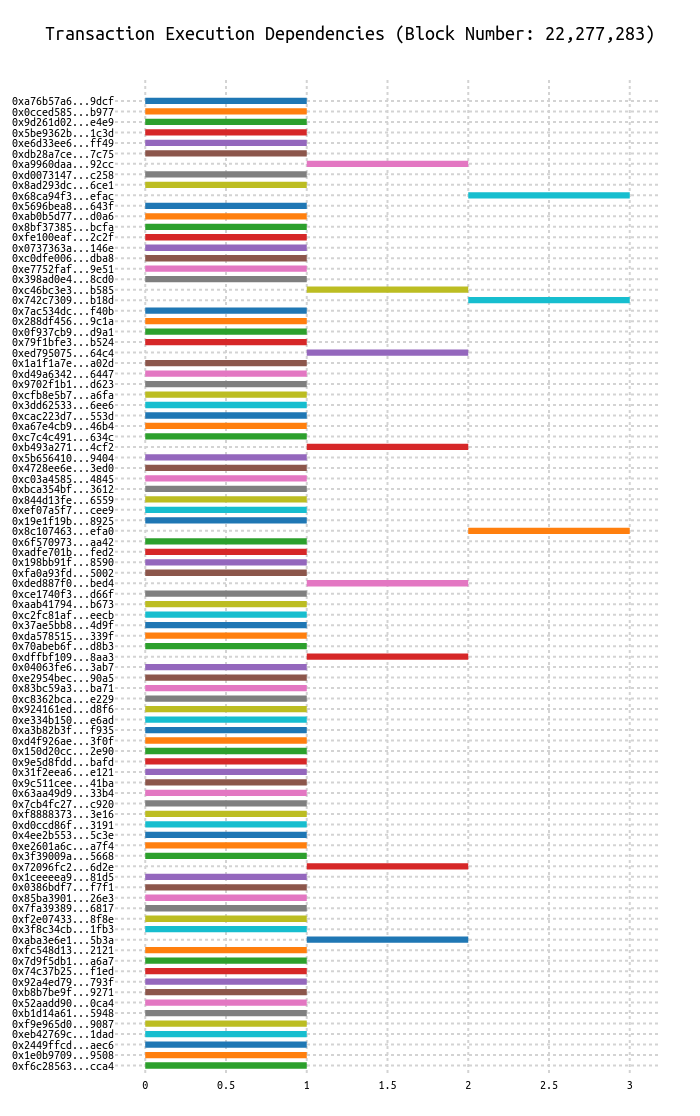 Transaction Execution Dependencies (Block Number: 22,277,283)
0xa76b57a6...9dcf
0x0cced585...b977
0x9d261d02...e4e9
0x5be9362b...1c3d
0xe6d33ee6...ff49
0xdb28a7ce...7c75
0xa9960daa...92cc
0xd0073147...c258
0x8ad293dc...6ce1
0x68ca94f3...efac
0x5696bea8...643f
0xab0b5d77...d0a6
0x8bf37385...bcfa
0xfe100eaf...2c2f
0x0737363a...146e
0xc0dfe006...dba8
0xe7752faf...9e51
0x398ad0e4...8cd0
0xc46bc3e3...b585
0x742c7309...b18d
0x7ac534dc...f40b
0x288df456...9c1a
0x0f937cb9...d9a1
0x79f1bfe3...b524
0xed795075...64c4
0x1a1f1a7e...a02d
0xd49a6342...6447
0x9702f1b1...d623
0xcfb8e5b7...a6fa
0x3dd62533...6ee6
0xcac223d7...553d
0xa67e4cb9...46b4
0xc7c4c491...634c
0xb493a271...4cf2
0x5b656410...9404
0x4728ee6e...3ed0
0xc03a4585...4845
0xbca354bf...3612
0x844d13fe...6559
0xef07a5f7...cee9
0x19e1f19b...8925
0x8c107463...efa0
0x6f570973...aa42
0xadfe701b...fed2
0x198bb91f...8590
0xfa0a93fd...5002
0xded887f0...bed4
0xce1740f3...d66f
0xaab41794...b673
0xc2fc81af...eecb
0x37ae5bb8...4d9f
0xda578515...339f
0x70abeb6f...d8b3
0xdffbf109...8aa3
0x04063fe6...3ab7
0xe2954bec...90a5
0x83bc59a3...ba71
0xc8362bca...e229
0x924161ed...d8f6
0xe334b150...e6ad
0xa3b82b3f...f935
0xd4f926ae...3f0f
0x150d20cc...2e90
0x9e5d8fdd...bafd
0x31f2eea6...e121
0x9c511cee...41ba
0x63aa49d9...33b4
0x7cb4fc27...c920
0xf8888373...3e16
0xd0ccd86f...3191
0x4ee2b553...5c3e
0xe2601a6c...a7f4
0x3f39009a...5668
0x72096fc2...6d2e
0x1ceeeea9...81d5
0x0386bdf7...f7f1
0x85ba3901...26e3
0x7fa39389...6817
0xf2e07433...8f8e
0x3f8c34cb...1fb3
0xaba3e6e1...5b3a
0xfc548d13...2121
0x7d9f5db1...a6a7
0x74c37b25...f1ed
0x92a4ed79...793f
0xb8b7be9f...9271
0x52aadd90...0ca4
0xb1d14a61...5948
0xf9e965d0...9087
0xeb42769c...1dad
0x2449ffcd...aec6
0x1e0b9709...9508
0xf6c28563...cca4
0 0.5 1 1.5 2 2.5 3